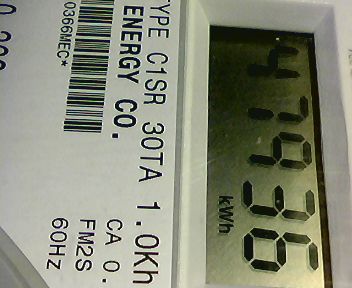 47936
kWh
TYPE C1SR 30TA 1.0Kh
ENERGY CO.
CA 0.
FM2S
0366MEC*
60HZ